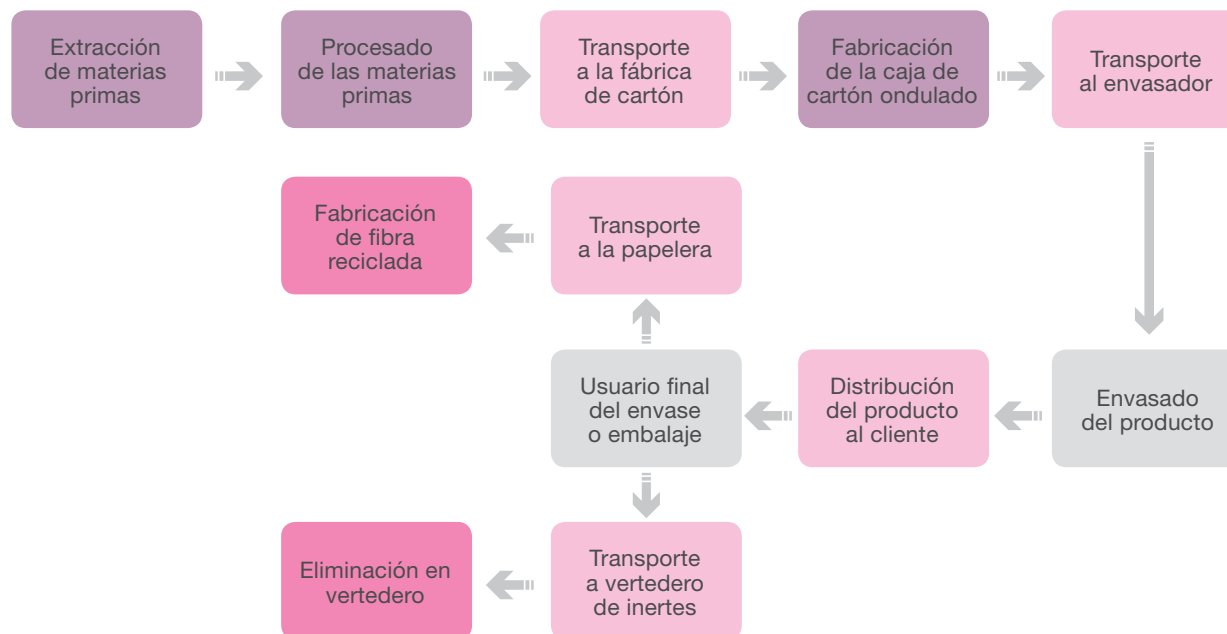 Extracción
de materias
primas
Procesado
de las materias
primas
Transporte
a la fábrica
de cartón
Fabricación
de la caja de
cartón ondulado
Transporte
al envasador
Fabricación
de fibra
reciclada
Transporte
a la papelera
Usuario final
del envase
o embalaje
Distribución
del producto
al cliente
Envasado
del producto
Eliminación en
vertedero
Transporte
a vertedero
de inertes